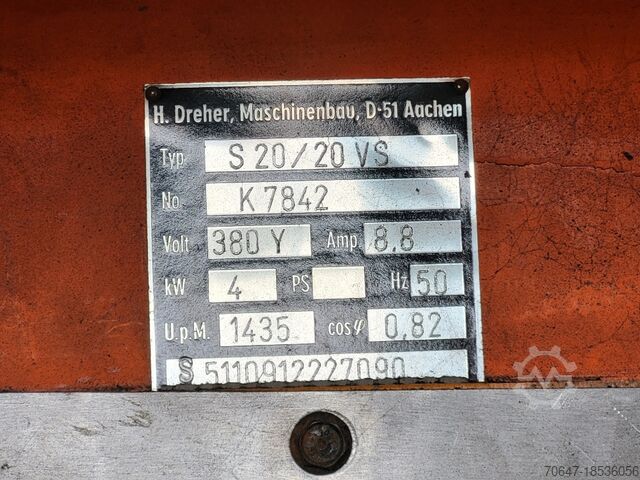 H. Dreher, Maschinenbau, D-51 Aachen
Typ S 20/20 VS
No. K 7842
Volt 380 Y Amp 8.8
kW 4 PS Hz 50
U.p.M. 1435 cosφ 0,82
S 5110912227090
70647-18536056